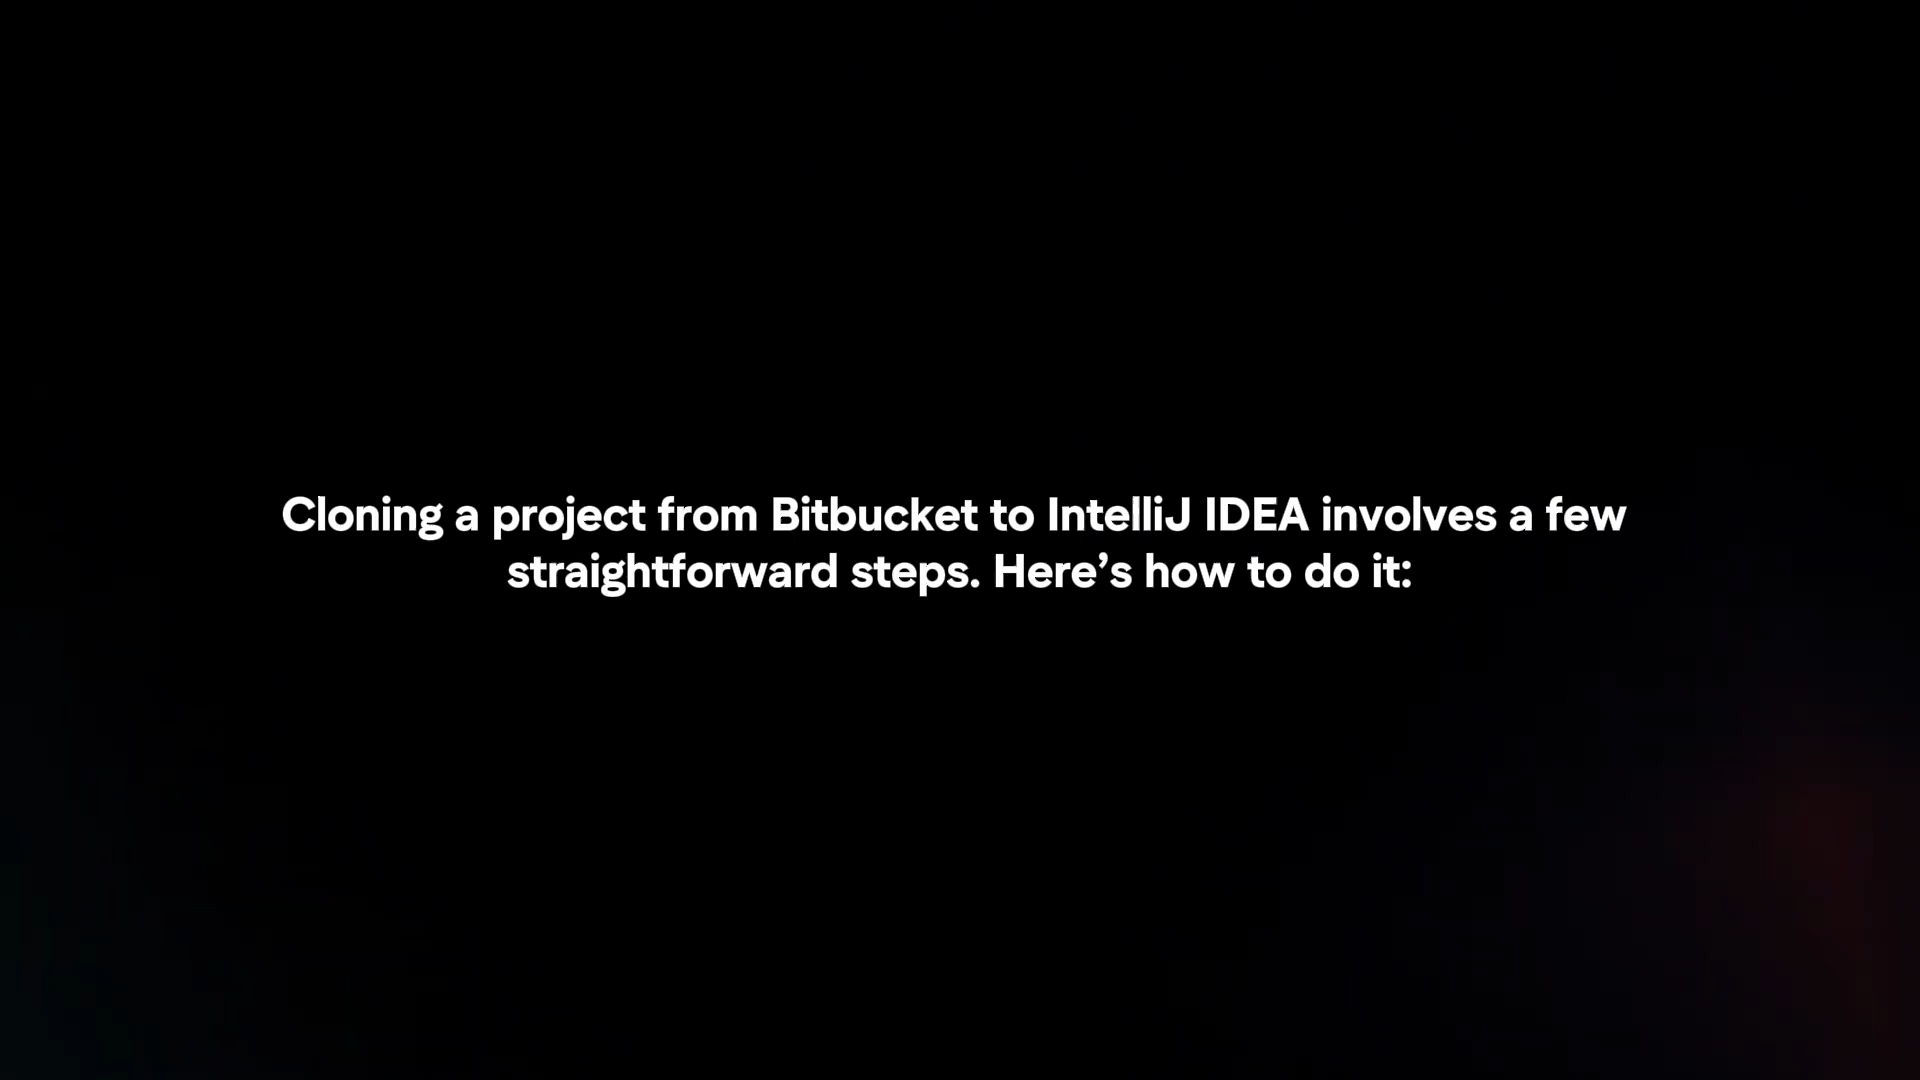 Cloning a project from Bitbucket to IntelliJ IDEA involves a few
straightforward steps. Here’s how to do it: